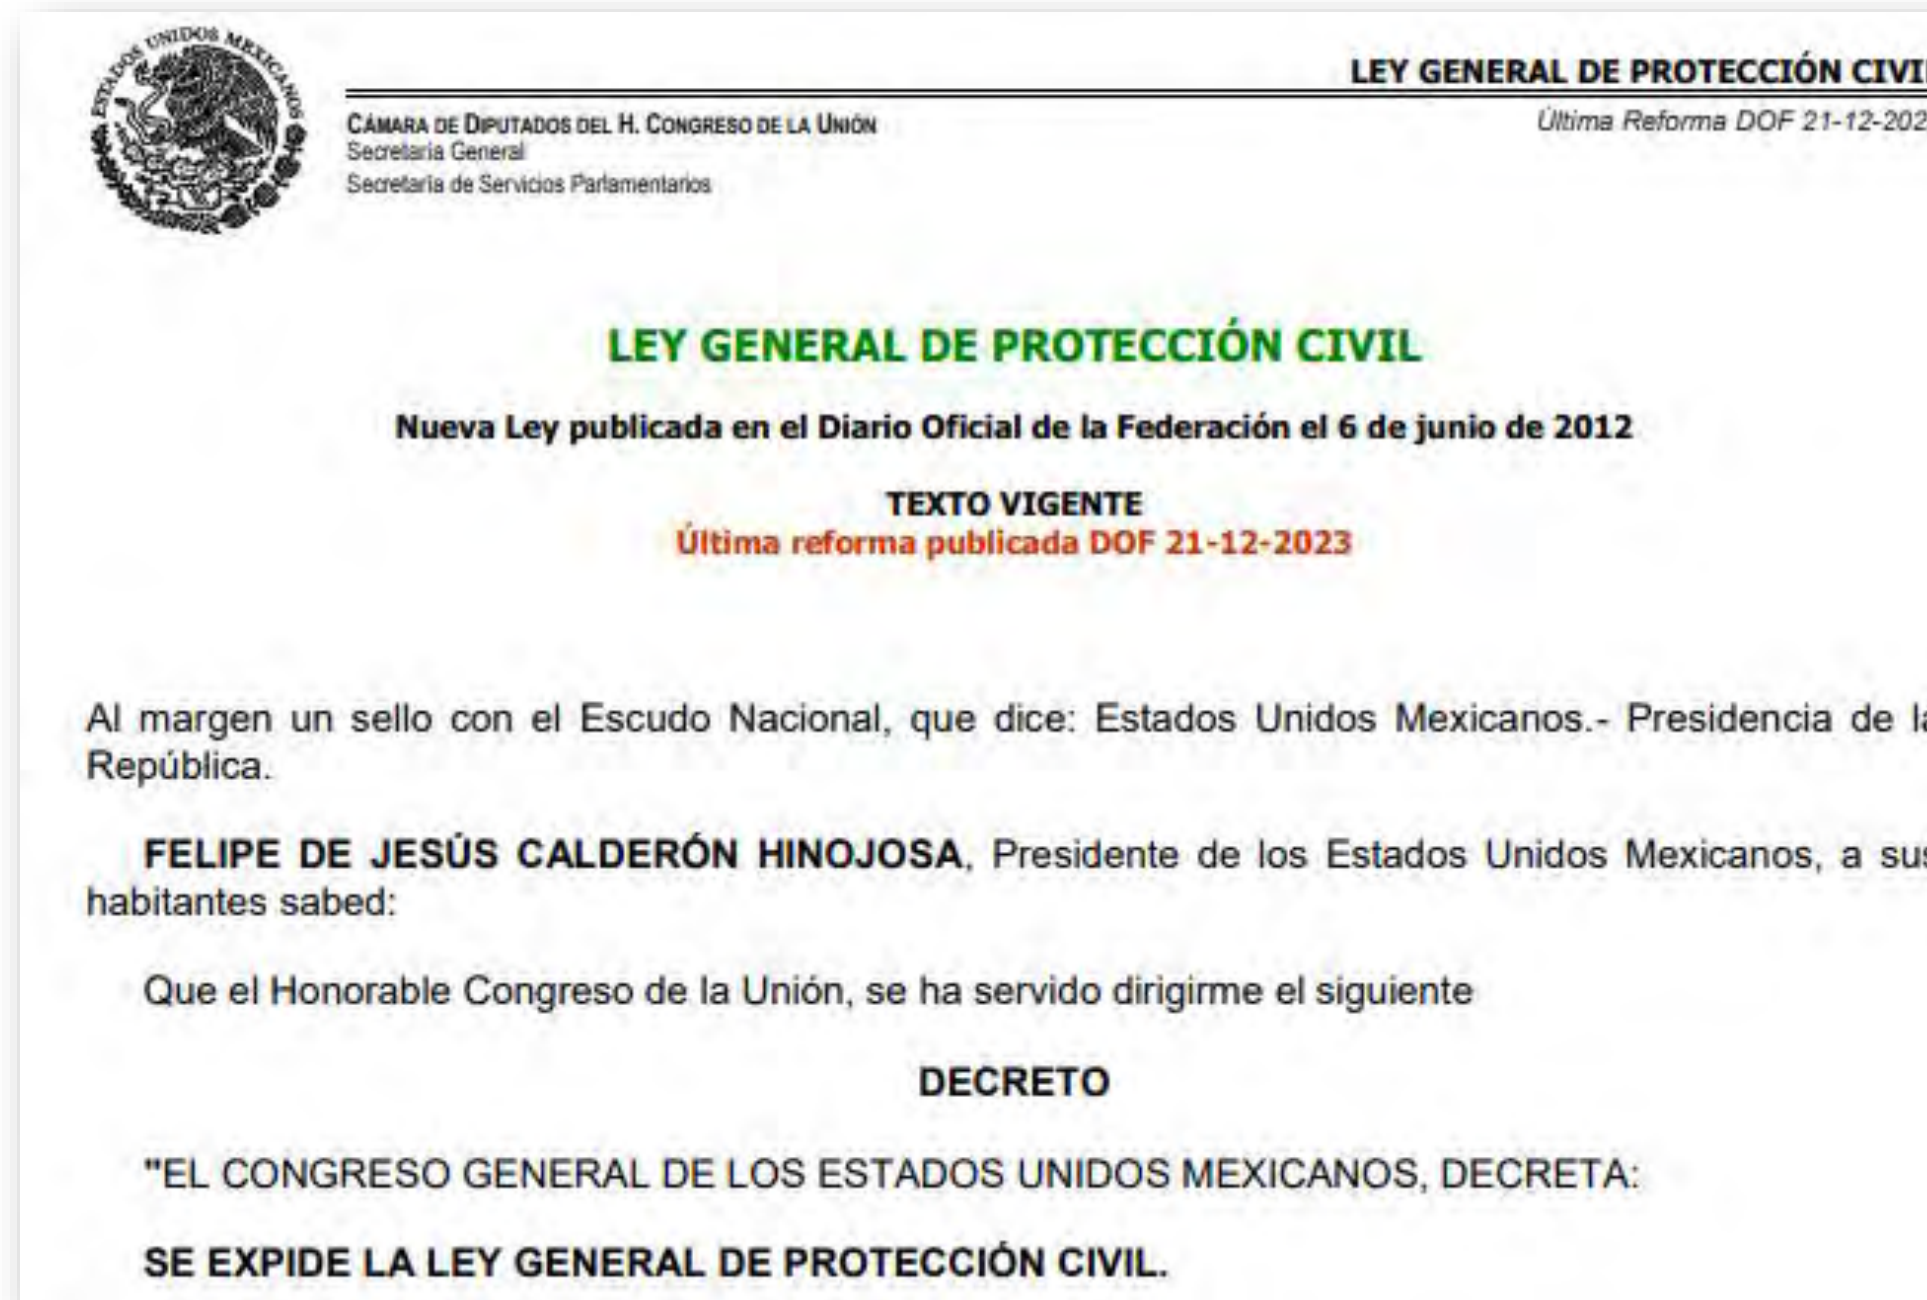 ESTADOS UNIDOS MEXICANOS
LEY GENERAL DE PROTECCIÓN CIVIL
CÁMARA DE DIPUTADOS DEL H. CONGRESO DE LA UNIÓN
Última Reforma DOF 21-12-202
Secretaría General
Secretaría de Servicios Parlamentarios
LEY GENERAL DE PROTECCIÓN CIVIL
Nueva Ley publicada en el Diario Oficial de la Federación el 6 de junio de 2012
TEXTO VIGENTE
Última reforma publicada DOF 21-12-2023
Al margen un sello con el Escudo Nacional, que dice: Estados Unidos Mexicanos.- Presidencia de la
República.
FELIPE DE JESÚS CALDERÓN HINOJOSA, Presidente de los Estados Unidos Mexicanos, a sus
habitantes sabed:
Que el Honorable Congreso de la Unión, se ha servido dirigirme el siguiente
DECRETO
"EL CONGRESO GENERAL DE LOS ESTADOS UNIDOS MEXICANOS, DECRETA:
SE EXPIDE LA LEY GENERAL DE PROTECCIÓN CIVIL.